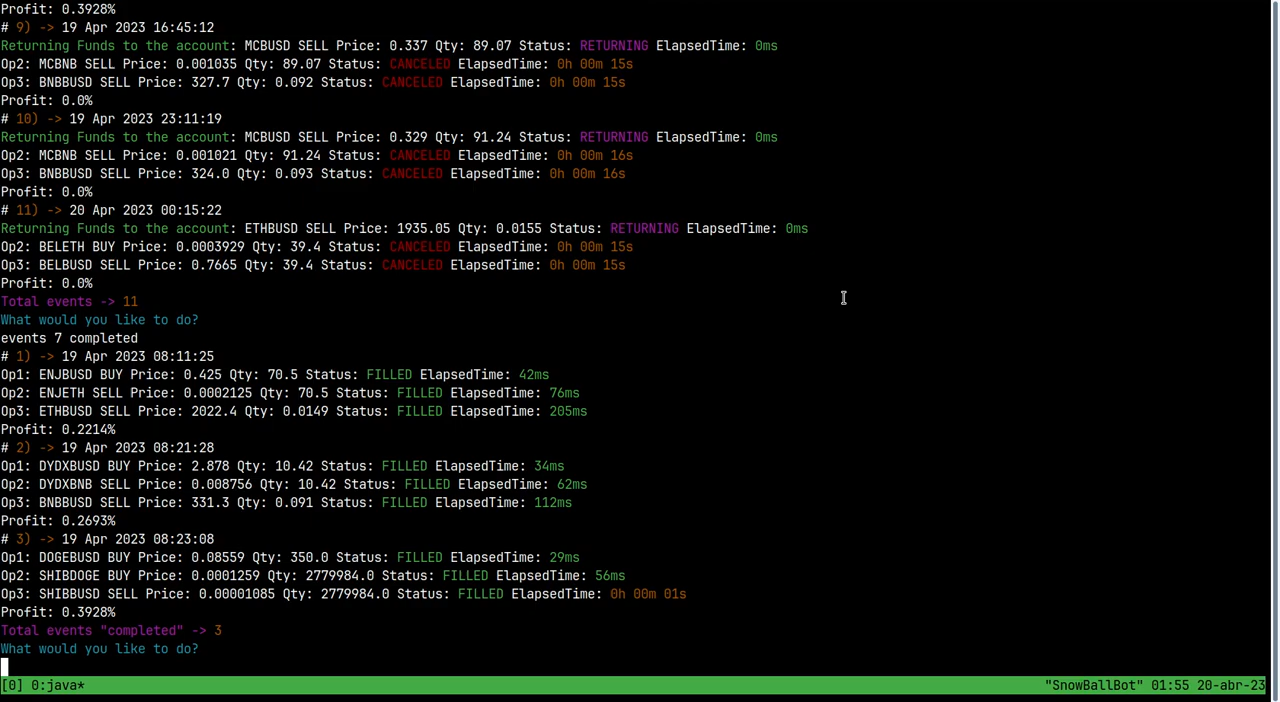 Profit: 0.3928%
# 9) -> 19 Apr 2023 16:45:12
Returning Funds to the account: MCBUSD SELL Price: 0.337 Qty: 89.07 Status: RETURNING ElapsedTime: 0ms
Op2: MCBNB SELL Price: 0.001035 Qty: 89.07 Status: CANCELED ElapsedTime: 0h 00m 15s
Op3: BNBBUSD SELL Price: 327.7 Qty: 0.092 Status: CANCELED ElapsedTime: 0h 00m 15s
Profit: 0.0%
# 10) -> 19 Apr 2023 23:11:19
Returning Funds to the account: MCBUSD SELL Price: 0.329 Qty: 91.24 Status: RETURNING ElapsedTime: 0ms
Op2: MCBNB SELL Price: 0.001021 Qty: 91.24 Status: CANCELED ElapsedTime: 0h 00m 16s
Op3: BNBBUSD SELL Price: 324.0 Qty: 0.093 Status: CANCELED ElapsedTime: 0h 00m 16s
Profit: 0.0%
# 11) -> 20 Apr 2023 00:15:22
Returning Funds to the account: ETHBUSD SELL Price: 1935.05 Qty: 0.0155 Status: RETURNING ElapsedTime: 0ms
Op2: BELETH BUY Price: 0.0003929 Qty: 39.4 Status: CANCELED ElapsedTime: 0h 00m 15s
Op3: BELBUSD SELL Price: 0.7665 Qty: 39.4 Status: CANCELED ElapsedTime: 0h 00m 15s
Profit: 0.0%
Total events -> 11
What would you like to do?
events 7 completed
# 1) -> 19 Apr 2023 08:11:25
Op1: ENJBUSD BUY Price: 0.425 Qty: 70.5 Status: FILLED ElapsedTime: 42ms
Op2: ENJETH SELL Price: 0.0002125 Qty: 70.5 Status: FILLED ElapsedTime: 76ms
Op3: ETHBUSD SELL Price: 2022.4 Qty: 0.0149 Status: FILLED ElapsedTime: 205ms
Profit: 0.2214%
# 2) -> 19 Apr 2023 08:21:28
Op1: DYDXBUSD BUY Price: 2.878 Qty: 10.42 Status: FILLED ElapsedTime: 34ms
Op2: DYDXBNB SELL Price: 0.008756 Qty: 10.42 Status: FILLED ElapsedTime: 62ms
Op3: BNBBUSD SELL Price: 331.3 Qty: 0.091 Status: FILLED ElapsedTime: 112ms
Profit: 0.2693%
# 3) -> 19 Apr 2023 08:23:08
Op1: DOGEBUSD BUY Price: 0.08559 Qty: 350.0 Status: FILLED ElapsedTime: 29ms
Op2: SHIBDOGE BUY Price: 0.0001259 Qty: 2779984.0 Status: FILLED ElapsedTime: 56ms
Op3: SHIBBUSD SELL Price: 0.00001085 Qty: 2779984.0 Status: FILLED ElapsedTime: 0h 00m 01s
Profit: 0.3928%
Total events "completed" -> 3
What would you like to do?
[0] 0:java* "SnowBallBot" 01:55 20-abr-23